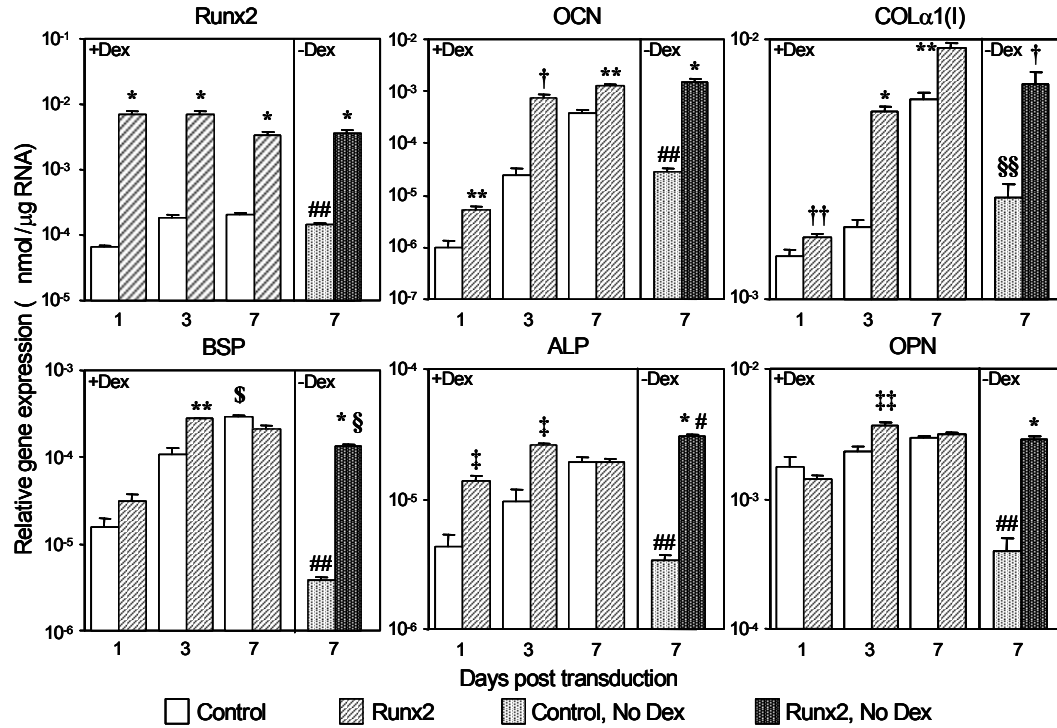 Runx2 OCN COLα1(I)
Relative gene expression ( nmol/μg RNA)
10⁻¹ +Dex -Dex
10⁻²
10⁻³
10⁻⁴
10⁻⁵
* * * ## *
1 3 7 7
10⁻² +Dex -Dex
10⁻³
10⁻⁴
10⁻⁵
10⁻⁶
10⁻⁷
** † ** ## *
1 3 7 7
10⁻² +Dex -Dex
10⁻³
†† * ** §§ †
1 3 7 7
BSP ALP OPN
10⁻³ +Dex -Dex
10⁻⁴
10⁻⁵
10⁻⁶
** $ ## * §
1 3 7 7
10⁻⁴ +Dex -Dex
10⁻⁵
10⁻⁶
‡ ‡ ## * #
1 3 7 7
10⁻² +Dex -Dex
10⁻³
10⁻⁴
‡‡ ## *
1 3 7 7
Days post transduction
Control Runx2 Control, No Dex Runx2, No Dex